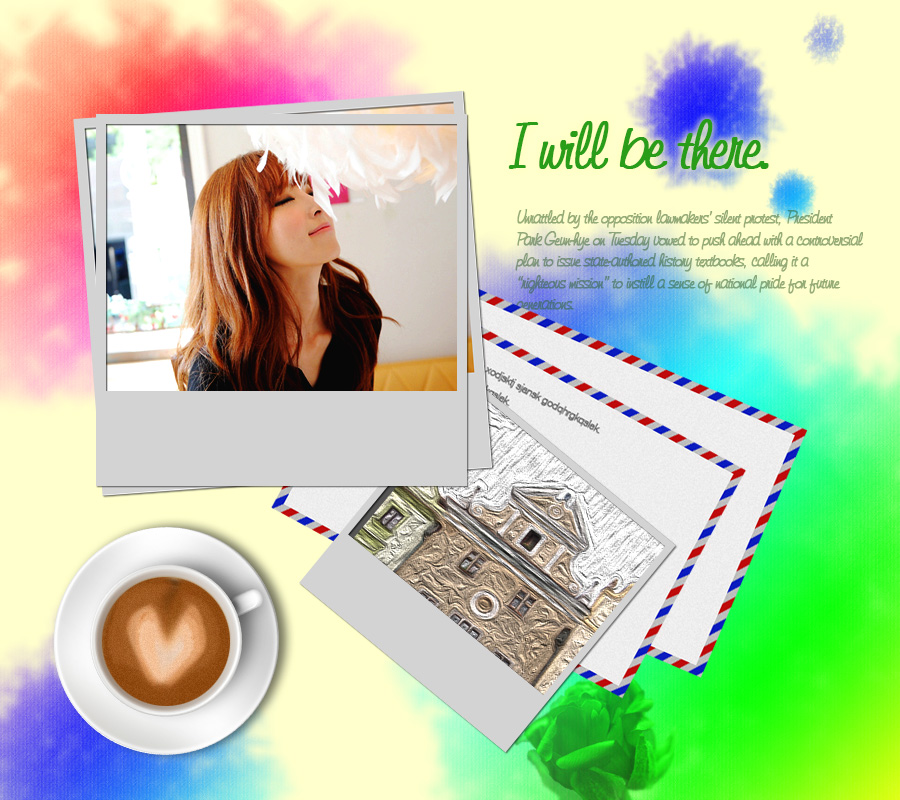 I will be there.
Unrattled by the opposition lawmakers' silent protest, President
Park Geun-hye on Tuesday vowed to push ahead with a controversial
plan to issue state-authored history textbooks, calling it a
"righteous mission" to instill a sense of national pride for future
generations.